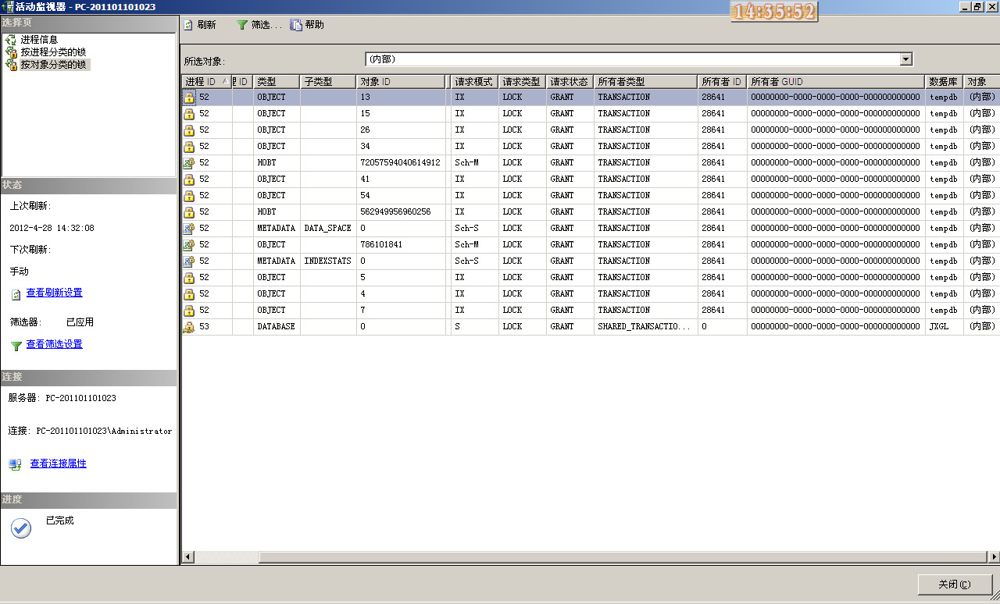 活动监视器 - PC-201101101023
14:35:52
选择页
进程信息
按进程分类的锁
按对象分类的锁
状态
上次刷新:
2012-4-28 14:32:08
下次刷新:
手动
查看刷新设置
筛选器: 已应用
查看筛选设置
连接
服务器: PC-201101101023
连接: PC-201101101023\Administrator
查看连接属性
进度
已完成
刷新 筛选... 帮助
所选对象: (内部)
进程 ID ID 类型 子类型 对象 ID 请求模式 请求类型 请求状态 所有者类型 所有者 ID 所有者 GUID 数据库 对象
52 OBJECT 13 IX LOCK GRANT TRANSACTION 28641 00000000-0000-0000-0000-000000000000 tempdb (内部)
52 OBJECT 15 IX LOCK GRANT TRANSACTION 28641 00000000-0000-0000-0000-000000000000 tempdb (内部)
52 OBJECT 26 IX LOCK GRANT TRANSACTION 28641 00000000-0000-0000-0000-000000000000 tempdb (内部)
52 OBJECT 34 IX LOCK GRANT TRANSACTION 28641 00000000-0000-0000-0000-000000000000 tempdb (内部)
52 HOBT 72057594040614912 Sch-M LOCK GRANT TRANSACTION 28641 00000000-0000-0000-0000-000000000000 tempdb (内部)
52 OBJECT 41 IX LOCK GRANT TRANSACTION 28641 00000000-0000-0000-0000-000000000000 tempdb (内部)
52 OBJECT 54 IX LOCK GRANT TRANSACTION 28641 00000000-0000-0000-0000-000000000000 tempdb (内部)
52 HOBT 562949956960256 IX LOCK GRANT TRANSACTION 28641 00000000-0000-0000-0000-000000000000 tempdb (内部)
52 METADATA DATA_SPACE 0 Sch-S LOCK GRANT TRANSACTION 28641 00000000-0000-0000-0000-000000000000 tempdb (内部)
52 OBJECT 786101841 Sch-M LOCK GRANT TRANSACTION 28641 00000000-0000-0000-0000-000000000000 tempdb (内部)
52 METADATA INDEXSTATS 0 Sch-S LOCK GRANT TRANSACTION 28641 00000000-0000-0000-0000-000000000000 tempdb (内部)
52 OBJECT 5 IX LOCK GRANT TRANSACTION 28641 00000000-0000-0000-0000-000000000000 tempdb (内部)
52 OBJECT 4 IX LOCK GRANT TRANSACTION 28641 00000000-0000-0000-0000-000000000000 tempdb (内部)
52 OBJECT 7 IX LOCK GRANT TRANSACTION 28641 00000000-0000-0000-0000-000000000000 tempdb (内部)
53 DATABASE 0 S LOCK GRANT SHARED_TRANSACTIO... 0 00000000-0000-0000-0000-000000000000 JXGL (内部)
关闭(C)